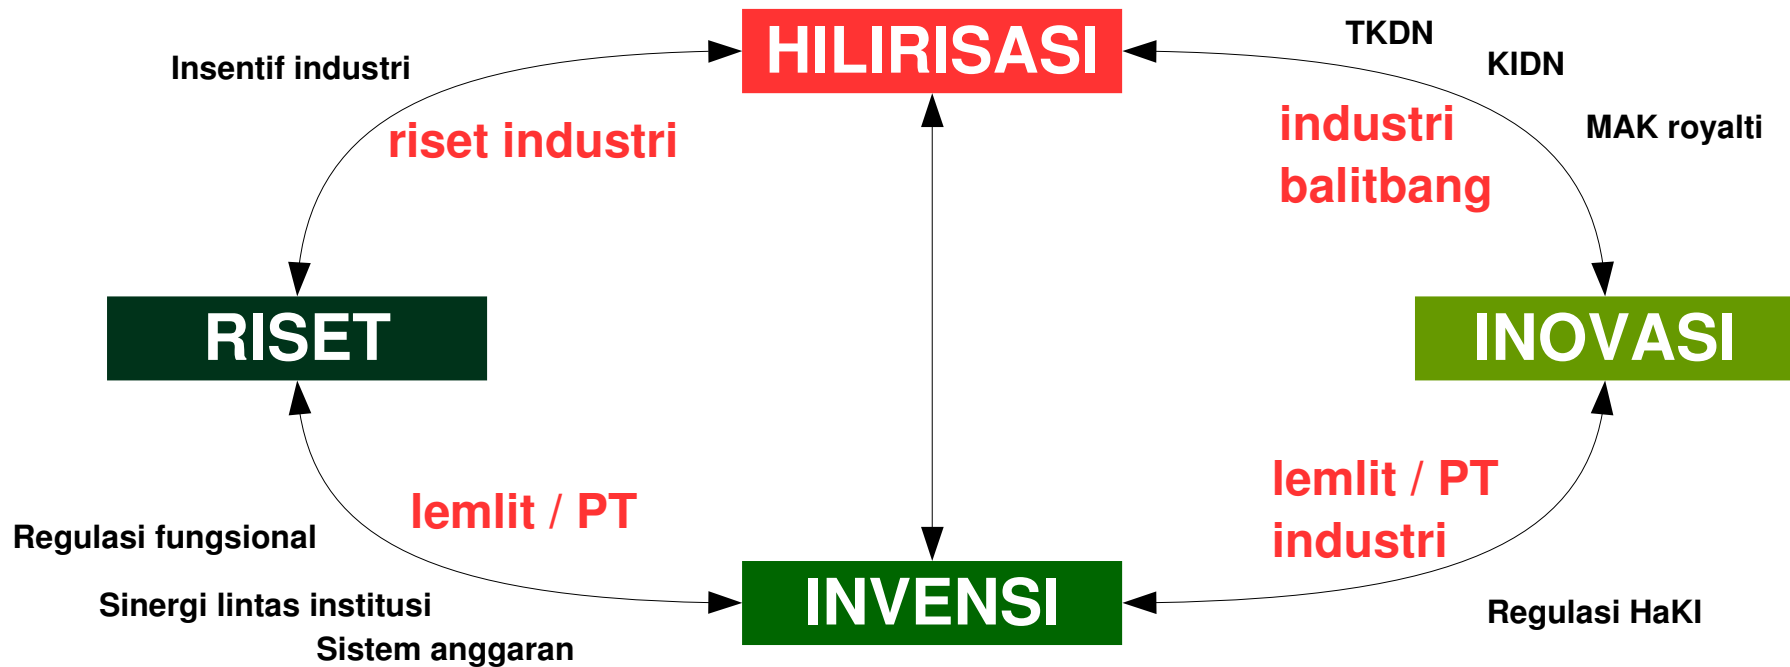 HILIRISASI
TKDN
KIDN
Insentif industri
MAK royalti
riset industri
industri
balitbang
RISET
INOVASI
lemlit / PT
lemlit / PT
industri
Regulasi fungsional
INVENSI
Sinergi lintas institusi
Regulasi HaKI
Sistem anggaran